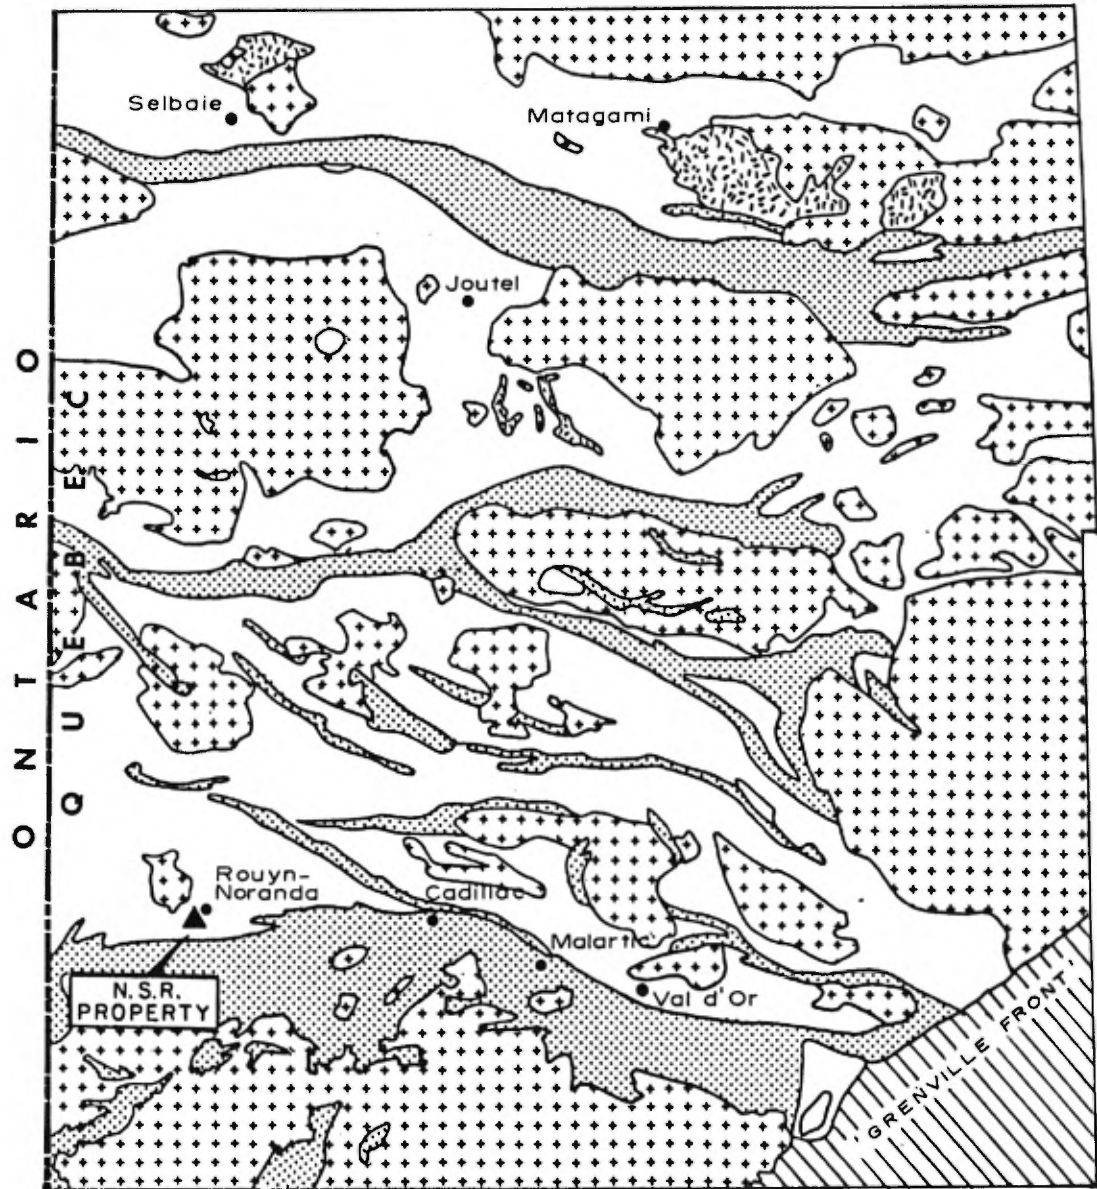 Selbaie
Matagami
Joutel
ONTARIO
QUEBEC
Rouyn-
Noranda
Cadillac
Malartic
Val d'Or
N.S.R.
PROPERTY
GRENVILLE FRONT